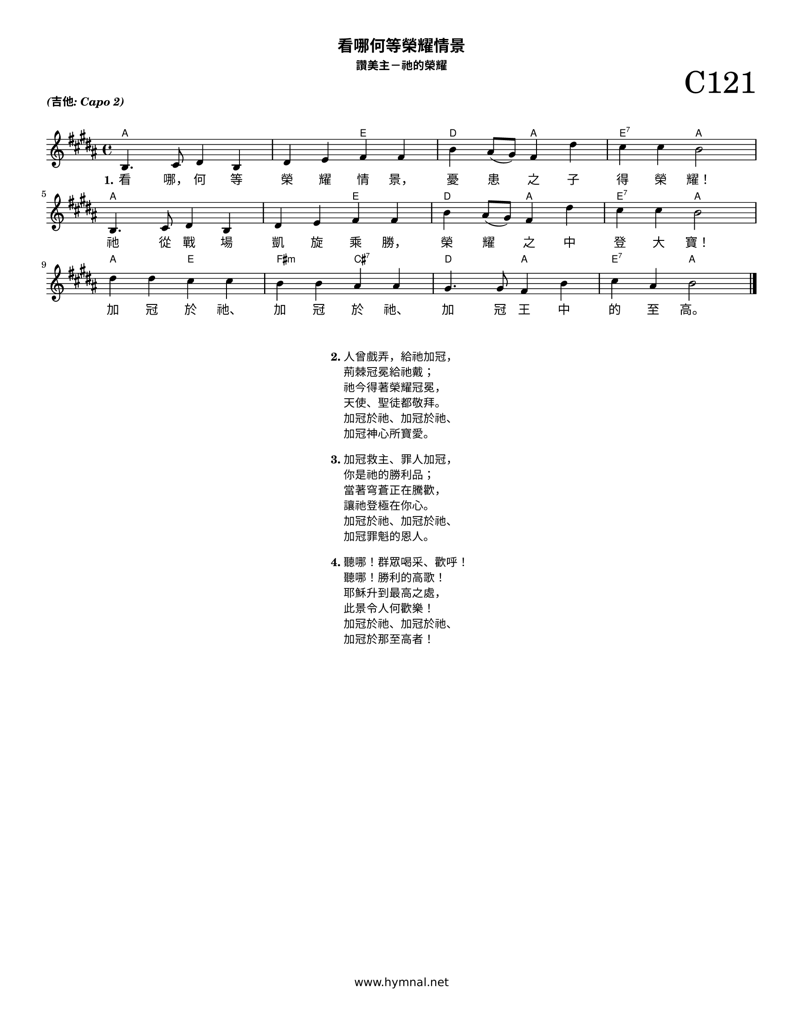 看哪何等榮耀情景
讚美主－祂的榮耀
C121
(吉他: Capo 2)
A E D A E7 A
1. 看 哪, 何 等 榮 耀 情 景, 憂 患 之 子 得 榮 耀！
5
A E D A E7 A
祂 從 戰 場 凱 旋 乘 勝, 榮 耀 之 中 登 大 寶！
9
A E F♯m C♯7 D A E7 A
加 冠 於 祂、 加 冠 於 祂、 加 冠 王 中 的 至 高。
2. 人曾戲弄，給祂加冠，
荊棘冠冕給祂戴；
祂今得著榮耀冠冕，
天使、聖徒都敬拜。
加冠於祂、加冠於祂、
加冠神心所寶愛。
3. 加冠救主、罪人加冠，
你是祂的勝利品；
當著穹蒼正在騰歡，
讓祂登極在你心。
加冠於祂、加冠於祂、
加冠罪魁的恩人。
4. 聽哪！群眾喝采、歡呼！
聽哪！勝利的高歌！
耶穌升到最高之處，
此景令人何歡樂！
加冠於祂、加冠於祂、
加冠於那至高者！
www.hymnal.net